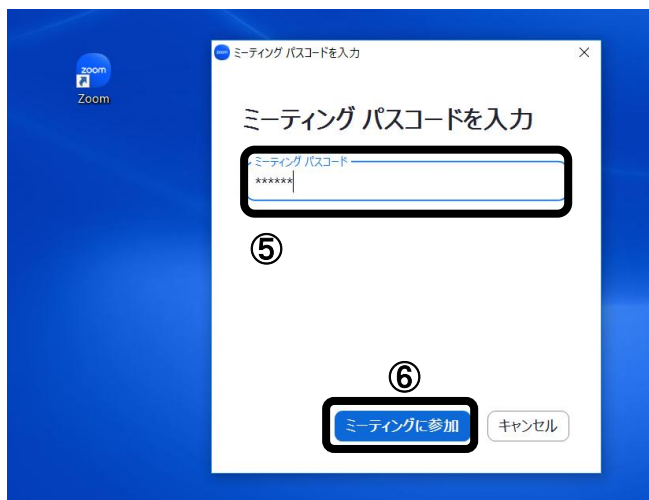 zoom
Zoom
zoom
ミーティング パスコードを入力
ミーティング パスコードを入力
ミーティング パスコード
******
⑤
⑥
ミーティングに参加
キャンセル